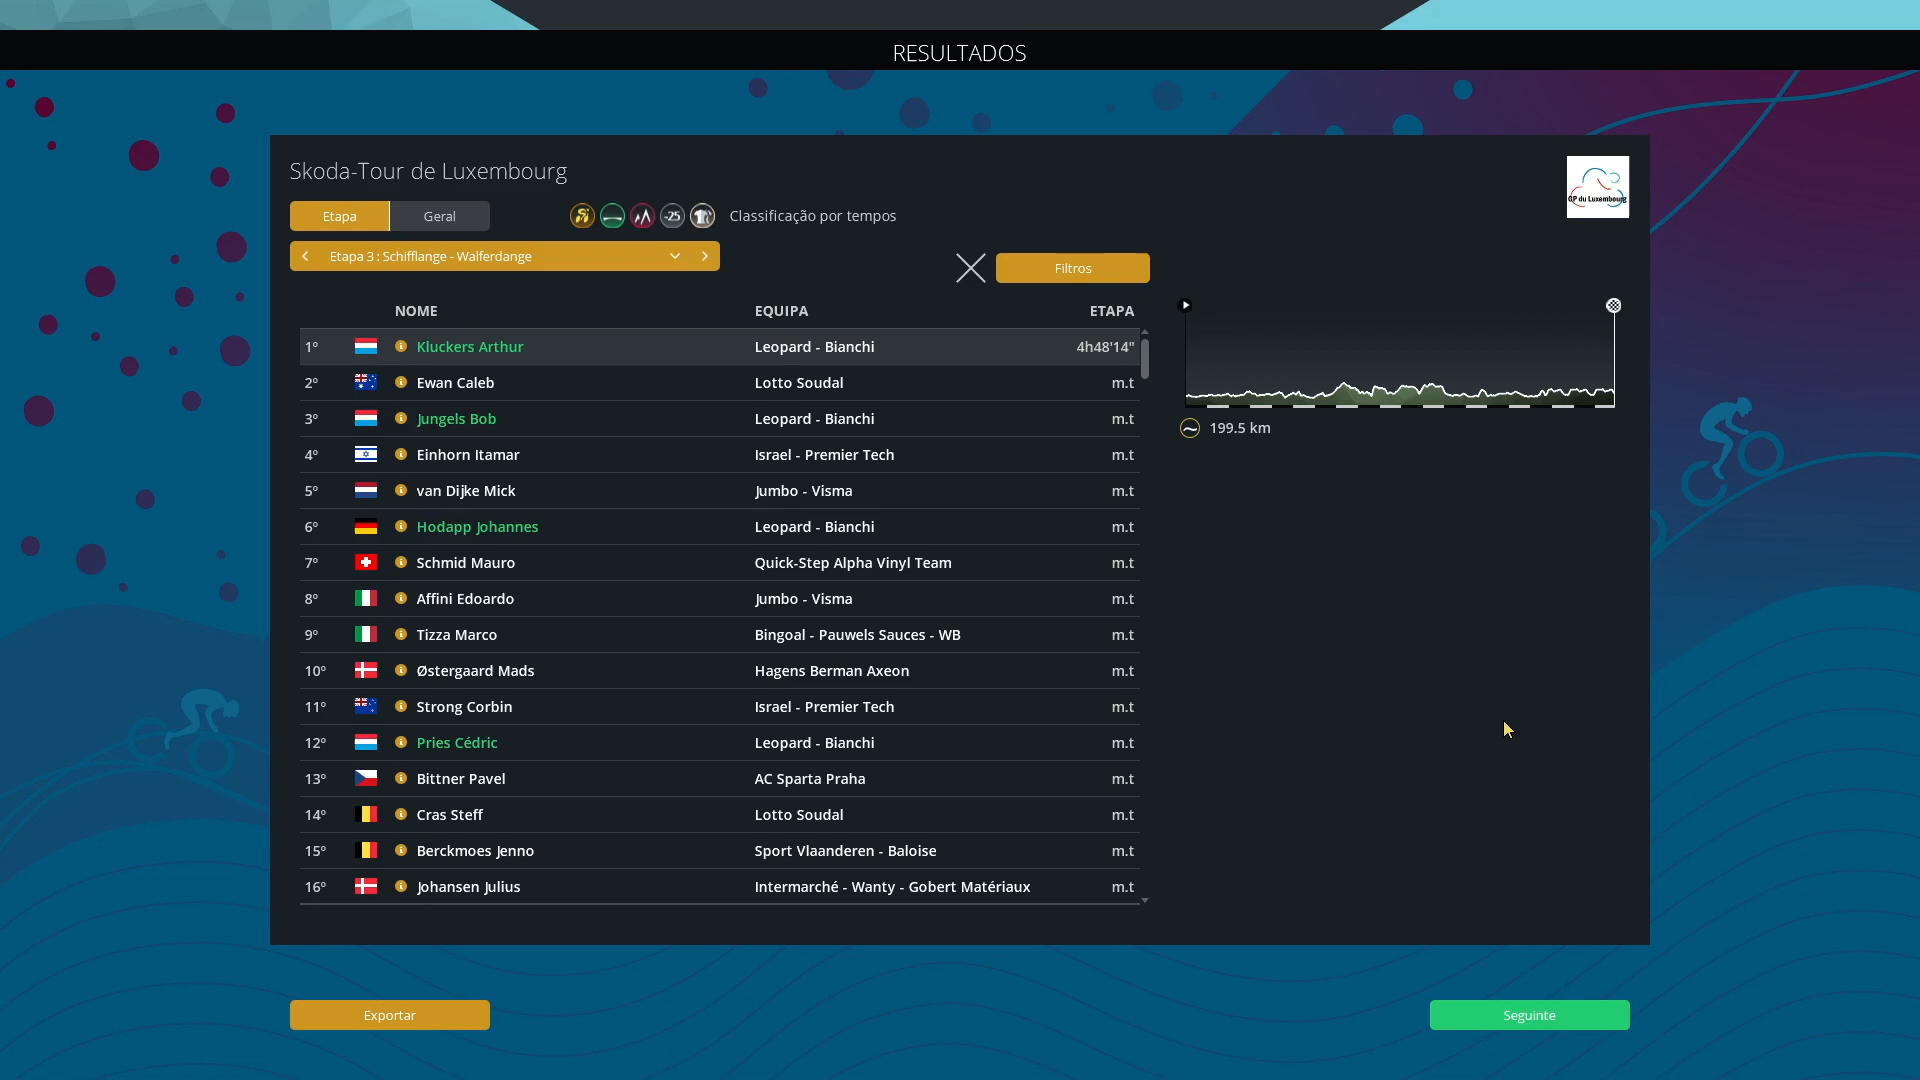 RESULTADOS
Skoda-Tour de Luxembourg
GP du Luxembourg
Etapa Geral -25 Classificação por tempos
Etapa 3 : Schifflange - Walferdange
Filtros
NOME EQUIPA ETAPA
1º Kluckers Arthur Leopard - Bianchi 4h48'14"
2º Ewan Caleb Lotto Soudal m.t
3º Jungels Bob Leopard - Bianchi m.t
4º Einhorn Itamar Israel - Premier Tech m.t
5º van Dijke Mick Jumbo - Visma m.t
6º Hodapp Johannes Leopard - Bianchi m.t
7º Schmid Mauro Quick-Step Alpha Vinyl Team m.t
8º Affini Edoardo Jumbo - Visma m.t
9º Tizza Marco Bingoal - Pauwels Sauces - WB m.t
10º Østergaard Mads Hagens Berman Axeon m.t
11º Strong Corbin Israel - Premier Tech m.t
12º Pries Cédric Leopard - Bianchi m.t
13º Bittner Pavel AC Sparta Praha m.t
14º Cras Steff Lotto Soudal m.t
15º Berckmoes Jenno Sport Vlaanderen - Baloise m.t
16º Johansen Julius Intermarché - Wanty - Gobert Matériaux m.t
199.5 km
Exportar
Seguinte